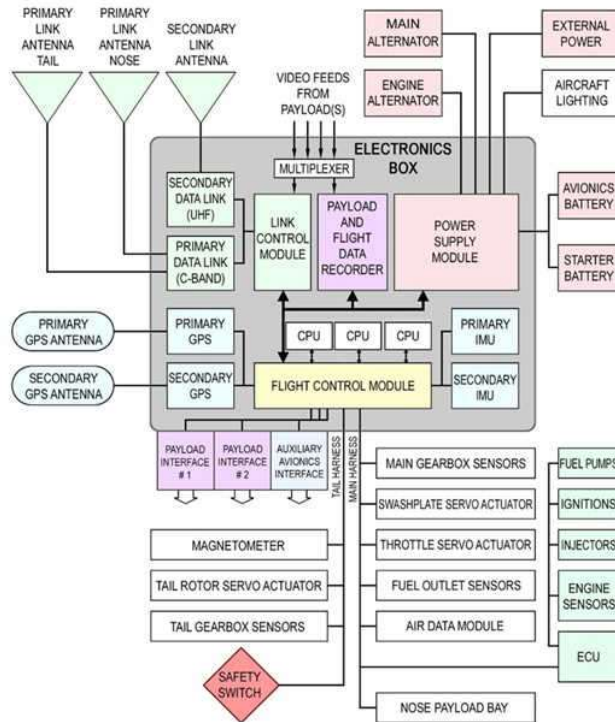 PRIMARY
LINK
ANTENNA
TAIL
PRIMARY
LINK
ANTENNA
NOSE
SECONDARY
LINK
ANTENNA
VIDEO FEEDS
FROM
PAYLOAD(S)
MAIN
ALTERNATOR
ENGINE
ALTERNATOR
EXTERNAL
POWER
AIRCRAFT
LIGHTING
ELECTRONICS
BOX
MULTIPLEXER
SECONDARY
DATA LINK
(UHF)
PRIMARY
DATA LINK
(C-BAND)
LINK
CONTROL
MODULE
PAYLOAD
AND
FLIGHT
DATA
RECORDER
POWER
SUPPLY
MODULE
AVIONICS
BATTERY
STARTER
BATTERY
PRIMARY
GPS ANTENNA
PRIMARY
GPS
CPU
CPU
CPU
PRIMARY
IMU
SECONDARY
GPS ANTENNA
SECONDARY
GPS
FLIGHT CONTROL MODULE
SECONDARY
IMU
PAYLOAD
INTERFACE
# 1
PAYLOAD
INTERFACE
# 2
AUXILIARY
AVIONICS
INTERFACE
TAIL HARNESS
MAIN HARNESS
MAIN GEARBOX SENSORS
SWASHPLATE SERVO ACTUATOR
THROTTLE SERVO ACTUATOR
FUEL OUTLET SENSORS
AIR DATA MODULE
NOSE PAYLOAD BAY
MAGNETOMETER
TAIL ROTOR SERVO ACTUATOR
TAIL GEARBOX SENSORS
SAFETY
SWITCH
FUEL PUMPS
IGNITIONS
INJECTORS
ENGINE
SENSORS
ECU